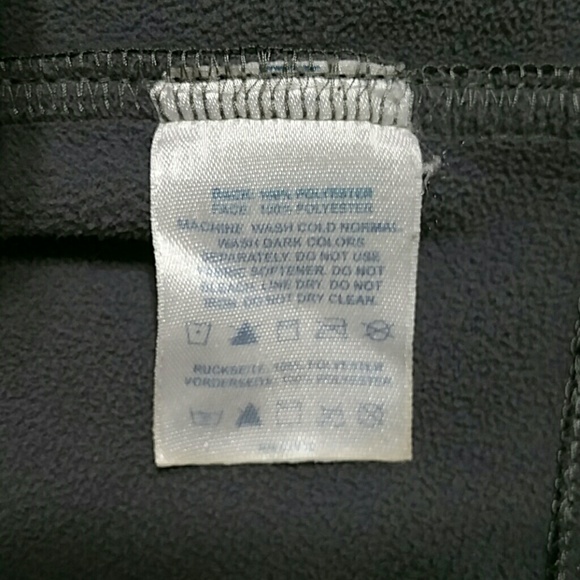 BACK: 100% POLYESTER
FACE: 100% POLYESTER
MACHINE WASH COLD NORMAL.
WASH DARK COLORS
SEPARATELY. DO NOT USE
FABRIC SOFTENER. DO NOT
BLEACH. LINE DRY. DO NOT
IRON. DO NOT DRY CLEAN.
RUCKSEITE: 100% POLYESTER
VORDERSEITE: 100% POLYESTER